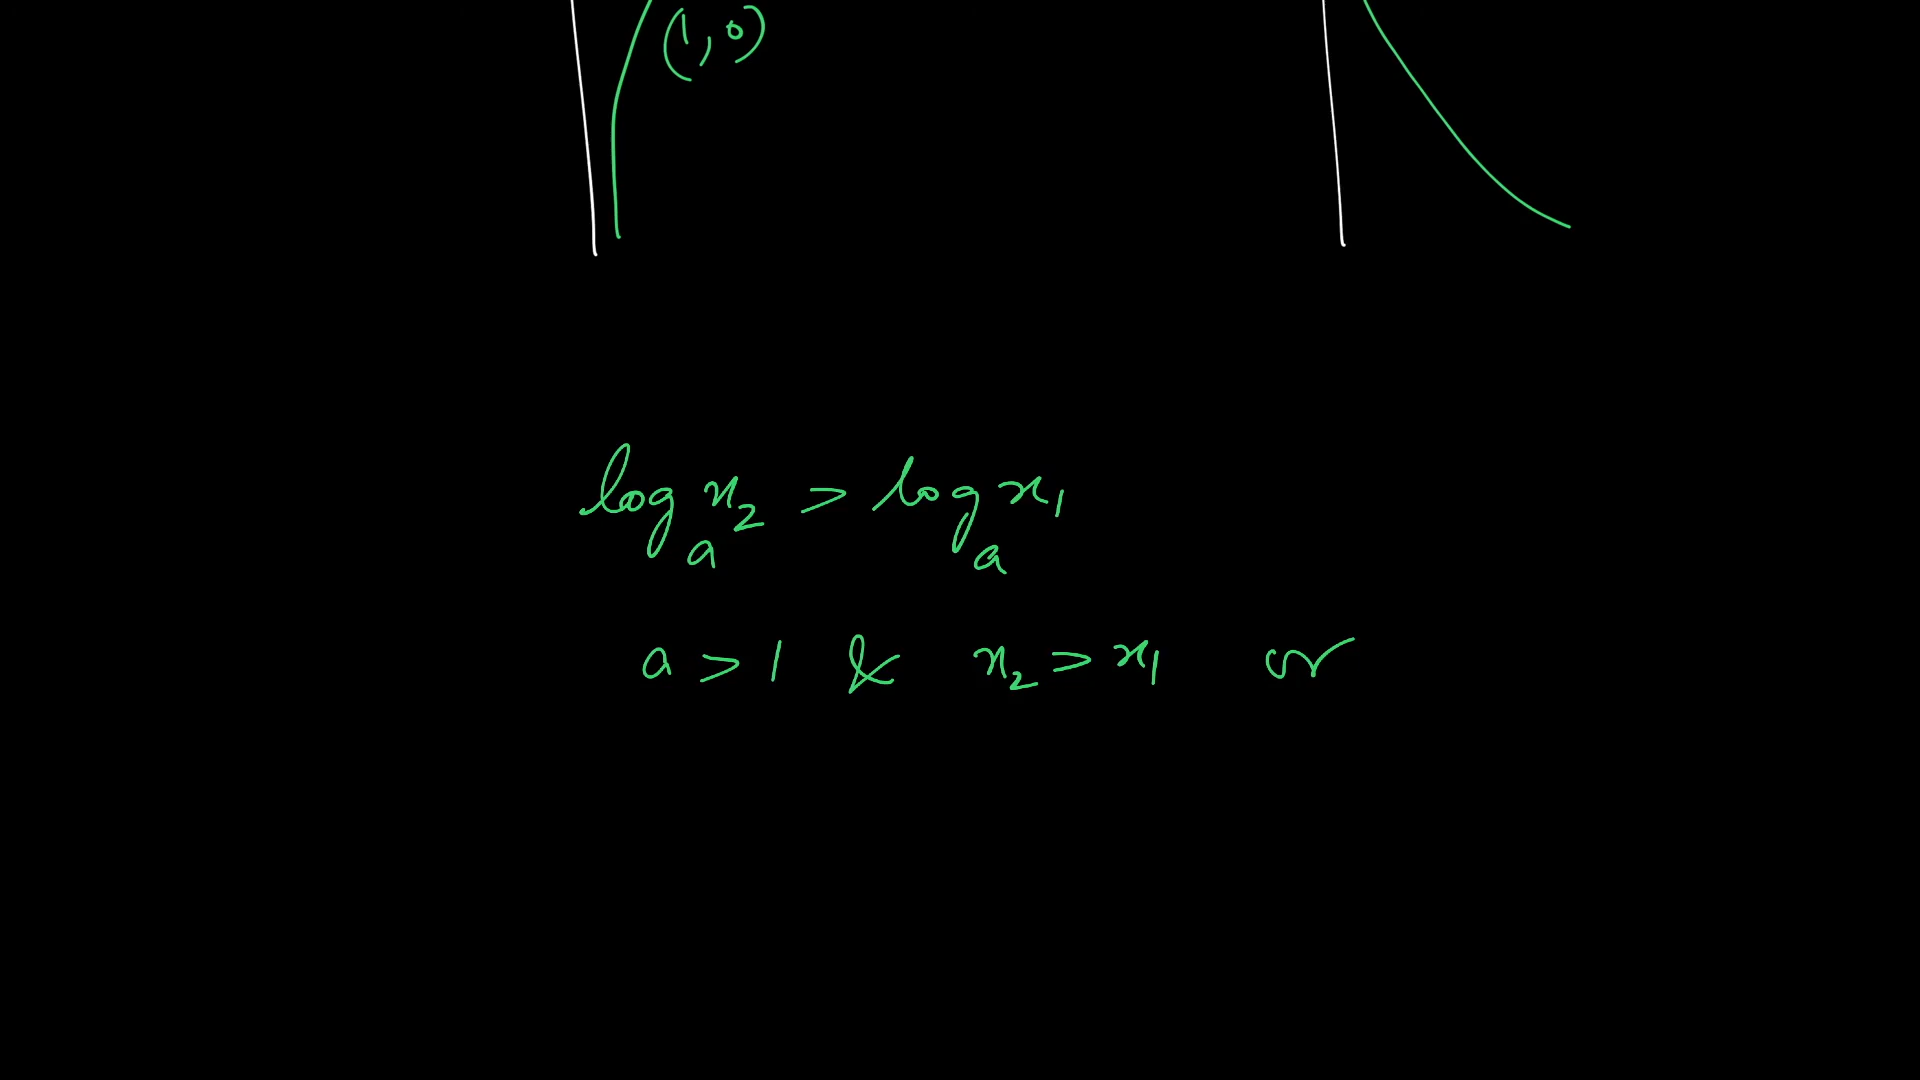 (1, 0)
log_a x_2 > log_a x_1
a > 1 & x_2 > x_1 or